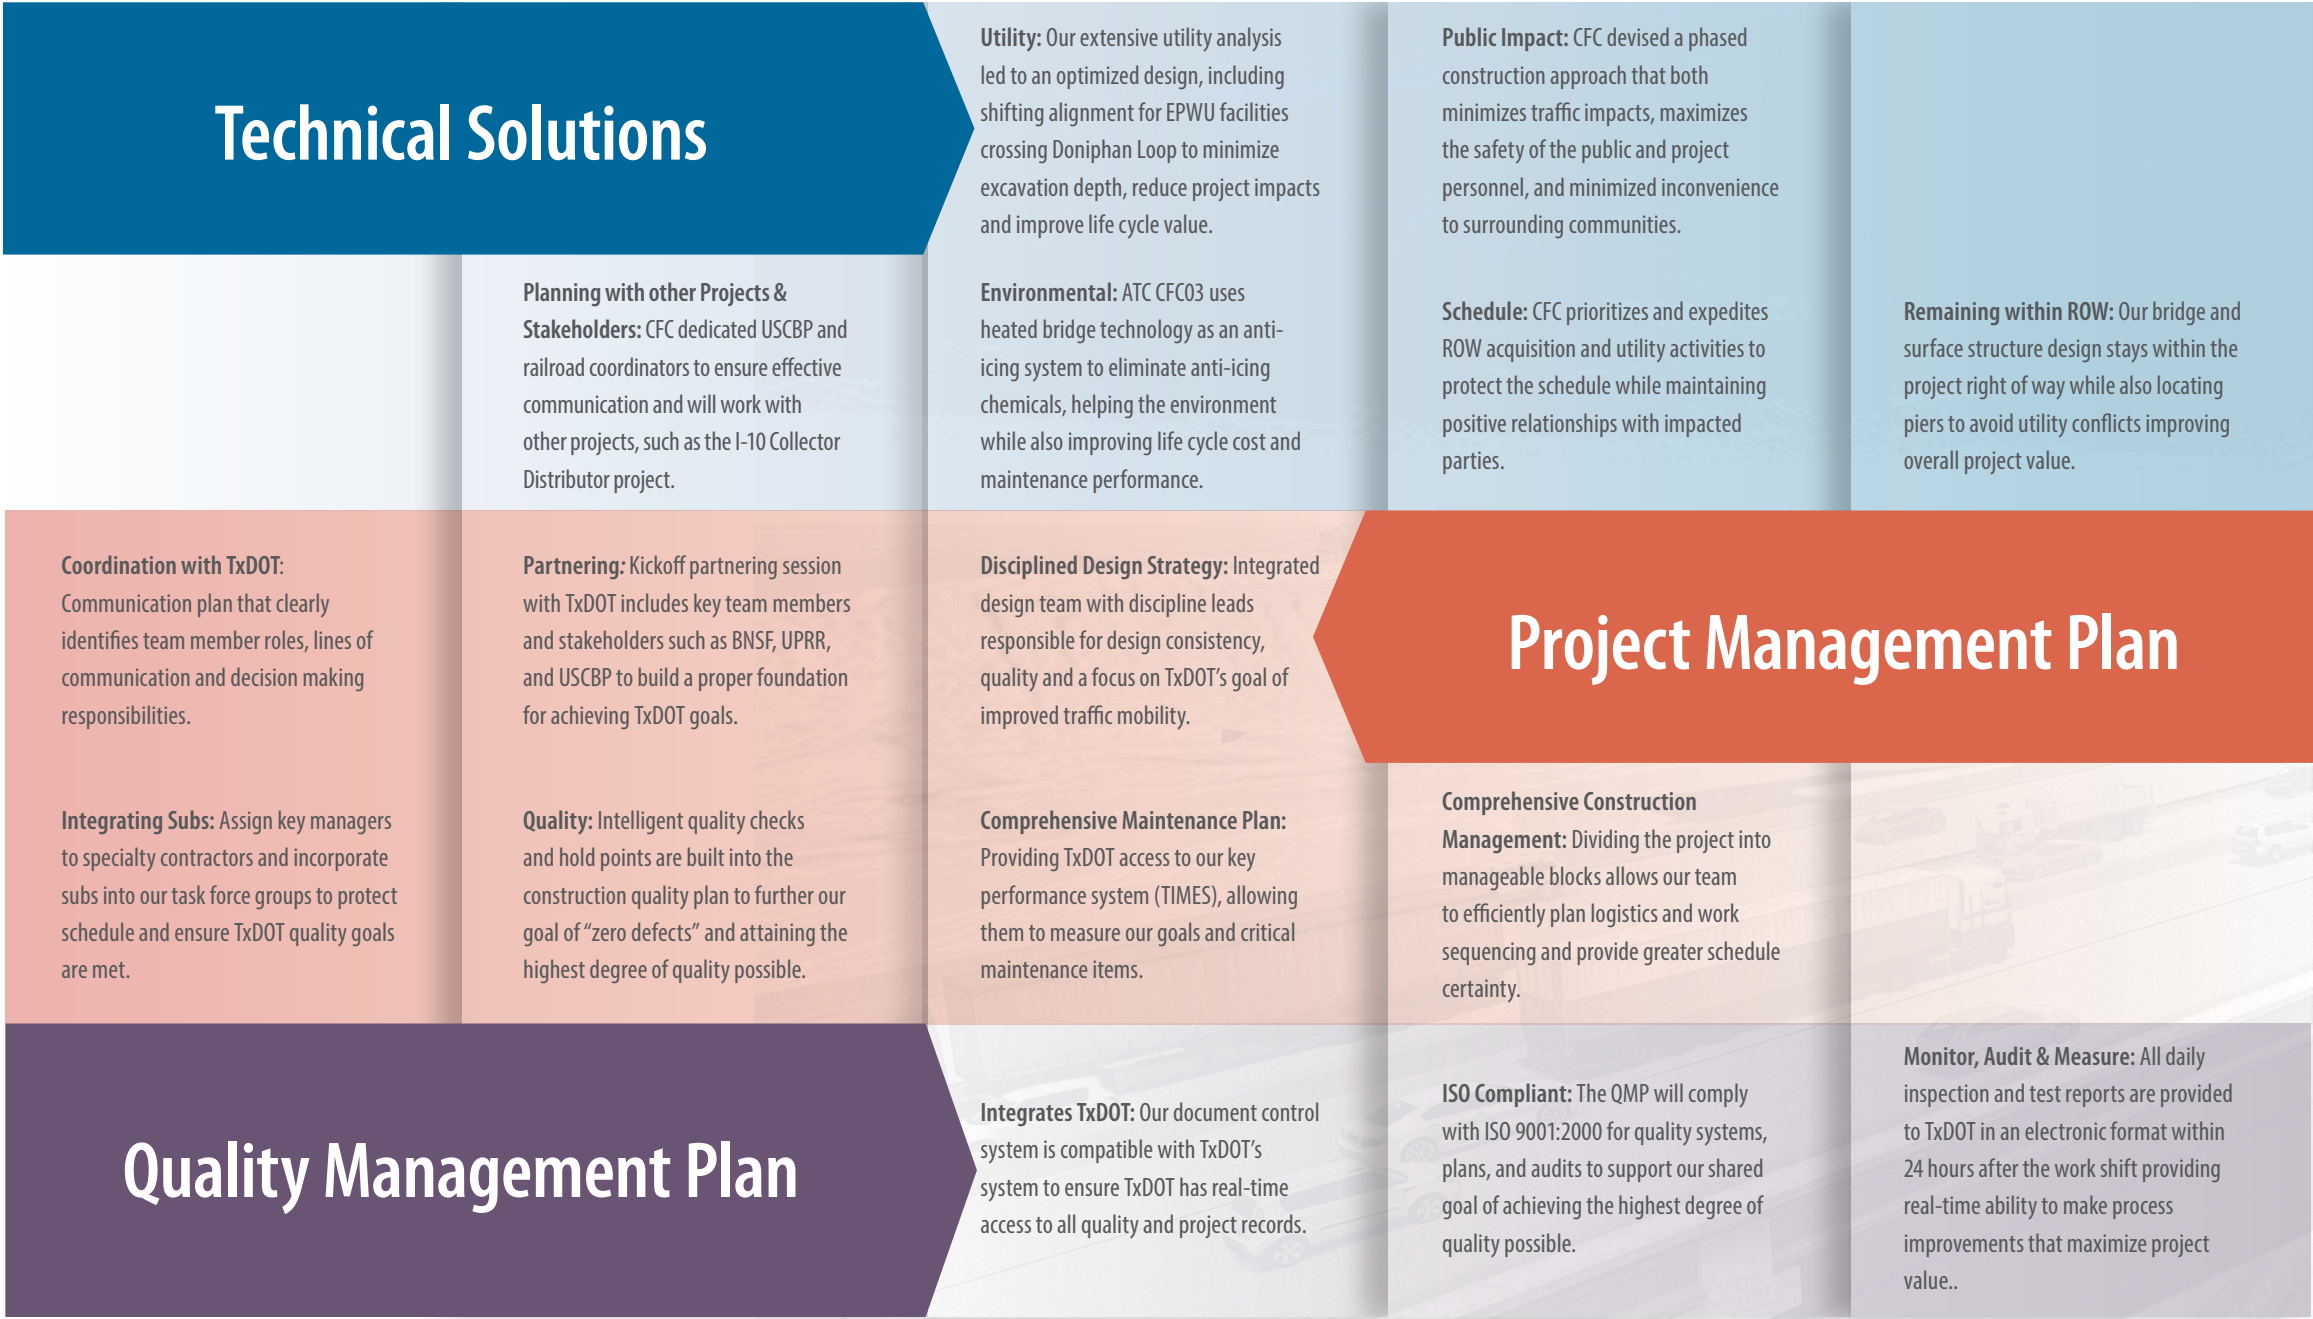 Technical Solutions
Utility: Our extensive utility analysis
led to an optimized design, including
shifting alignment for EPWU facilities
crossing Doniphan Loop to minimize
excavation depth, reduce project impacts
and improve life cycle value.
Public Impact: CFC devised a phased
construction approach that both
minimizes traffic impacts, maximizes
the safety of the public and project
personnel, and minimized inconvenience
to surrounding communities.
Planning with other Projects &
Stakeholders: CFC dedicated USCBP and
railroad coordinators to ensure effective
communication and will work with
other projects, such as the I-10 Collector
Distributor project.
Environmental: ATC CFC03 uses
heated bridge technology as an anti-
icing system to eliminate anti-icing
chemicals, helping the environment
while also improving life cycle cost and
maintenance performance.
Schedule: CFC prioritizes and expedites
ROW acquisition and utility activities to
protect the schedule while maintaining
positive relationships with impacted
parties.
Remaining within ROW: Our bridge and
surface structure design stays within the
project right of way while also locating
piers to avoid utility conflicts improving
overall project value.
Coordination with TxDOT:
Communication plan that clearly
identifies team member roles, lines of
communication and decision making
responsibilities.
Partnering: Kickoff partnering session
with TxDOT includes key team members
and stakeholders such as BNSF, UPRR,
and USCBP to build a proper foundation
for achieving TxDOT goals.
Disciplined Design Strategy: Integrated
design team with discipline leads
responsible for design consistency,
quality and a focus on TxDOT's goal of
improved traffic mobility.
Project Management Plan
Integrating Subs: Assign key managers
to specialty contractors and incorporate
subs into our task force groups to protect
schedule and ensure TxDOT quality goals
are met.
Quality: Intelligent quality checks
and hold points are built into the
construction quality plan to further our
goal of “zero defects” and attaining the
highest degree of quality possible.
Comprehensive Maintenance Plan:
Providing TxDOT access to our key
performance system (TIMES), allowing
them to measure our goals and critical
maintenance items.
Comprehensive Construction
Management: Dividing the project into
manageable blocks allows our team
to efficiently plan logistics and work
sequencing and provide greater schedule
certainty.
Quality Management Plan
Integrates TxDOT: Our document control
system is compatible with TxDOT's
system to ensure TxDOT has real-time
access to all quality and project records.
ISO Compliant: The QMP will comply
with ISO 9001:2000 for quality systems,
plans, and audits to support our shared
goal of achieving the highest degree of
quality possible.
Monitor, Audit & Measure: All daily
inspection and test reports are provided
to TxDOT in an electronic format within
24 hours after the work shift providing
real-time ability to make process
improvements that maximize project
value..